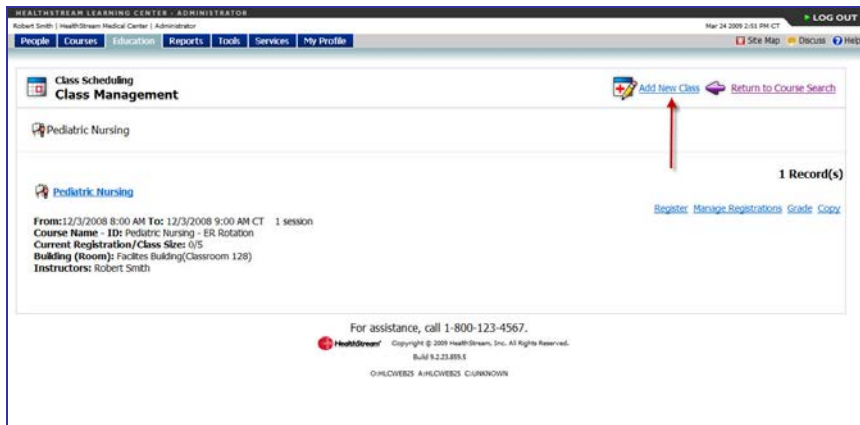 HEALTHSTREAM LEARNING CENTER - ADMINISTRATOR
LOG OUT
Robert Smith | HealthStream Medical Center | Administrator
Mar 24 2009 2:51 PM CT
People Courses Education Reports Tools Services My Profile
Site Map Discuss Help
Class Scheduling
Class Management
Add New Class Return to Course Search
Pediatric Nursing
1 Record(s)
Pediatric Nursing
Register Manage Registrations Grade Copy
From:12/3/2008 8:00 AM To: 12/3/2008 9:00 AM CT 1 session
Course Name - ID: Pediatric Nursing - ER Rotation
Current Registration/Class Size: 0/5
Building (Room): Facilites Building(Classroom 128)
Instructors: Robert Smith
For assistance, call 1-800-123-4567.
HealthStream Copyright © 2009 HealthStream, Inc. All Rights Reserved.
Build 9.2.23.859.5
O:HLCWEB25 A:HLCWEB25 C:UNKNOWN